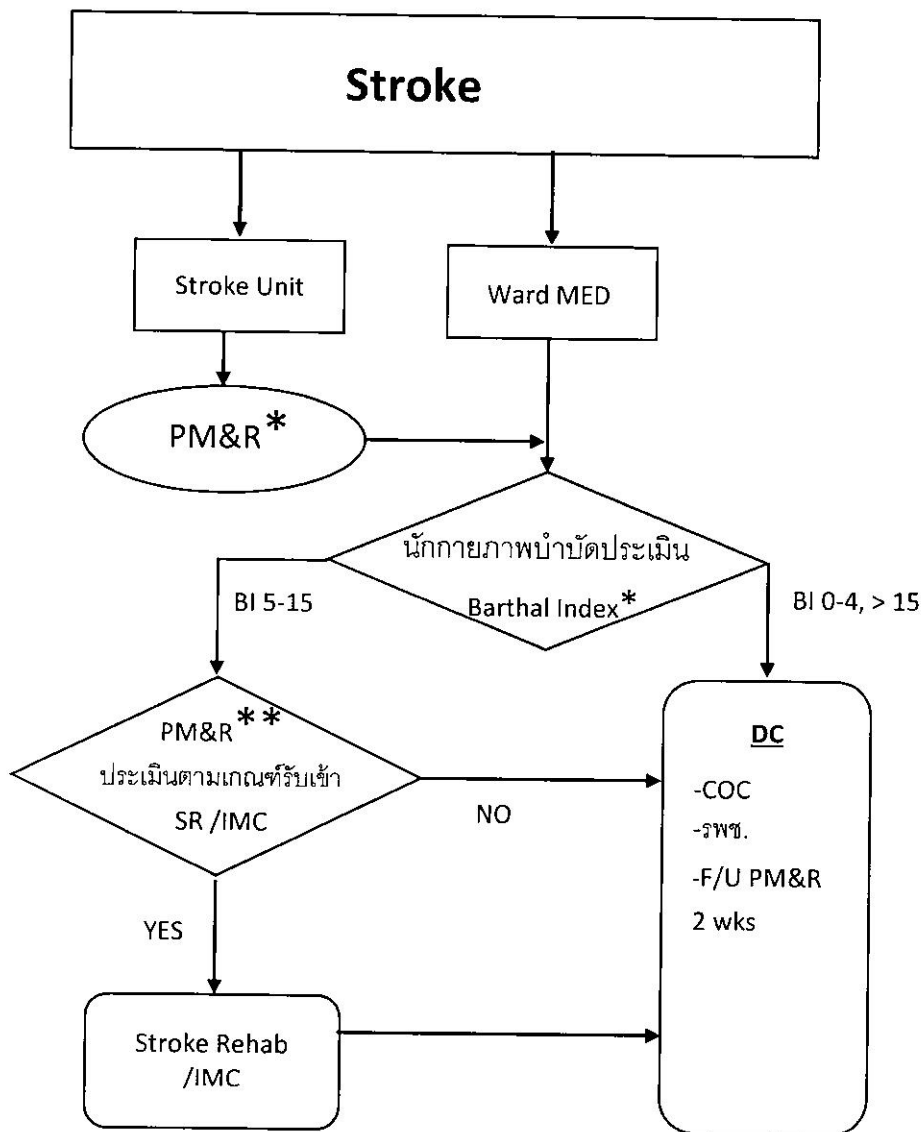 Stroke
Stroke Unit
Ward MED
PM&R*
นักกายภาพบำบัดประเมิน
Barthal Index*
BI 5-15
BI 0-4, > 15
PM&R**
ประเมินตามเกณฑ์รับเข้า
SR /IMC
NO
YES
Stroke Rehab
/IMC
DC
-COC
-รพช.
-F/U PM&R
2 wks